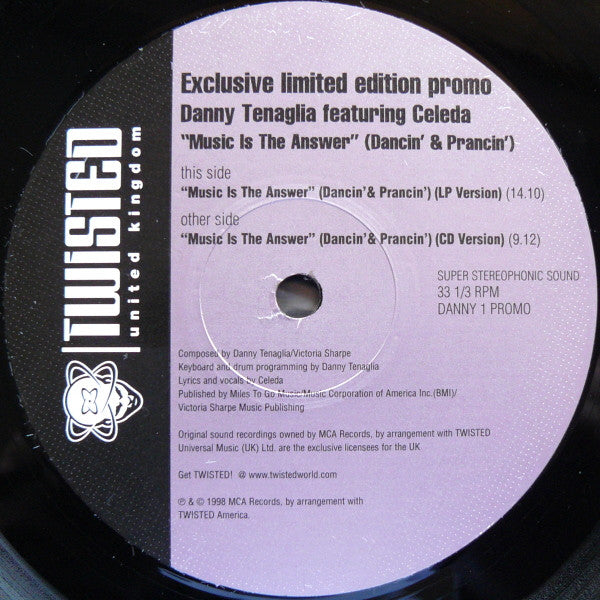 Exclusive limited edition promo
Danny Tenaglia featuring Celeda
"Music Is The Answer" (Dancin' & Prancin')
this side
"Music Is The Answer" (Dancin'& Prancin') (LP Version) (14.10)
other side
"Music Is The Answer" (Dancin'& Prancin') (CD Version) (9.12)
SUPER STEREOPHONIC SOUND
33 1/3 RPM
DANNY 1 PROMO
TWiSTED
united kingdom
Composed by Danny Tenaglia/Victoria Sharpe
Keyboard and drum programming by Danny Tenaglia
Lyrics and vocals by Celeda
Published by Miles To Go Music/Music Corporation of America Inc.(BMI)/
Victoria Sharpe Music Publishing
Original sound recordings owned by MCA Records, by arrangement with TWISTED
Universal Music (UK) Ltd. are the exclusive licensees for the UK.
Get TWISTED! @ www.twistedworld.com
℗ & © 1998 MCA Records, by arrangement with
TWISTED America.